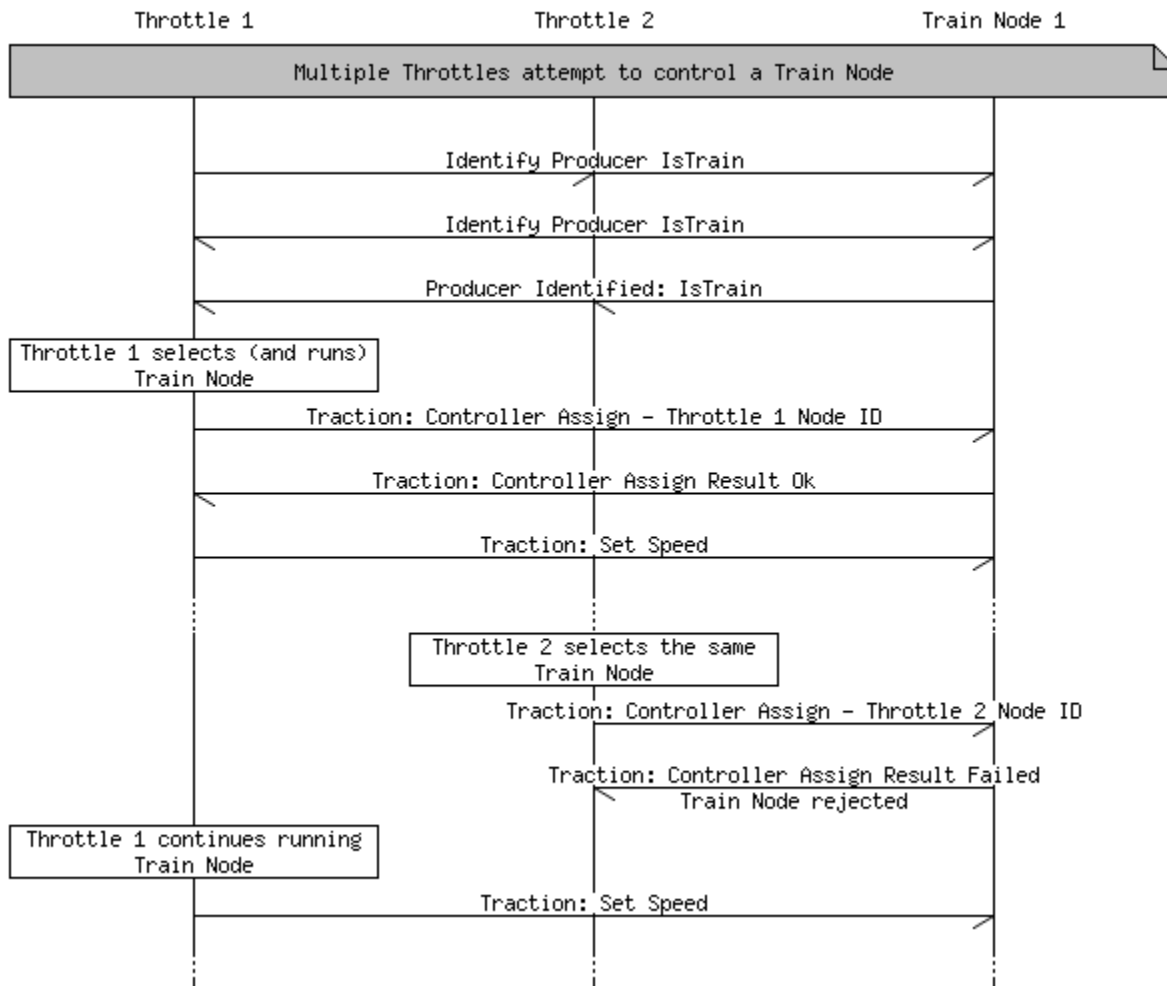 Throttle 1 Throttle 2 Train Node 1
Multiple Throttles attempt to control a Train Node
Identify Producer IsTrain
Identify Producer IsTrain
Producer Identified: IsTrain
Throttle 1 selects (and runs)
Train Node
Traction: Controller Assign - Throttle 1 Node ID
Traction: Controller Assign Result Ok
Traction: Set Speed
Throttle 2 selects the same
Train Node
Traction: Controller Assign - Throttle 2 Node ID
Traction: Controller Assign Result Failed
Train Node rejected
Throttle 1 continues running
Train Node
Traction: Set Speed